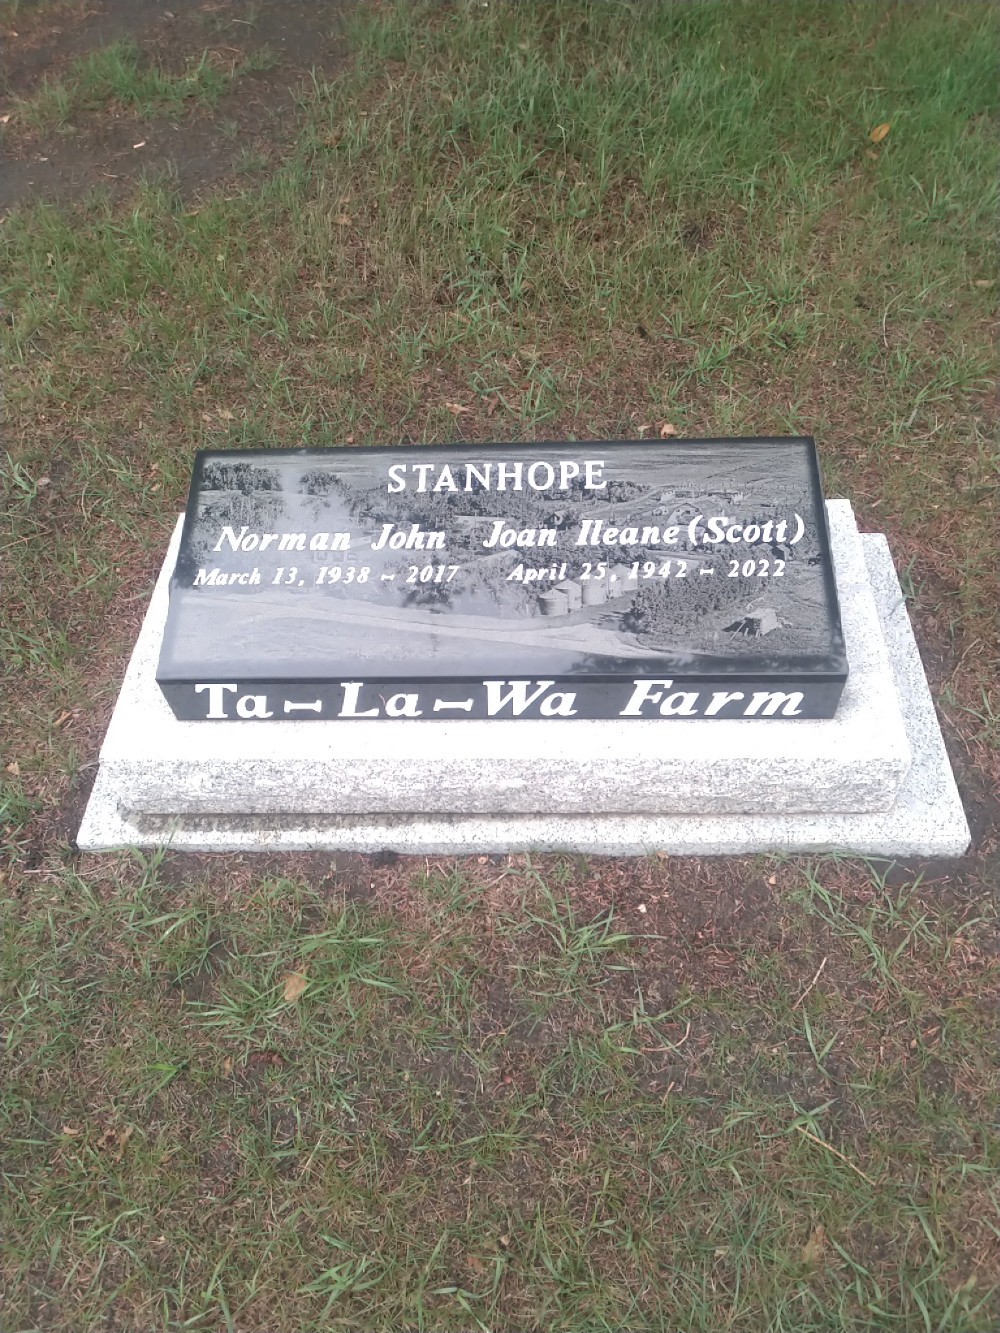 STANHOPE
Norman John Joan Ileane (Scott)
March 13, 1938 - 2017 April 25, 1942 - 2022
Ta-La-Wa Farm